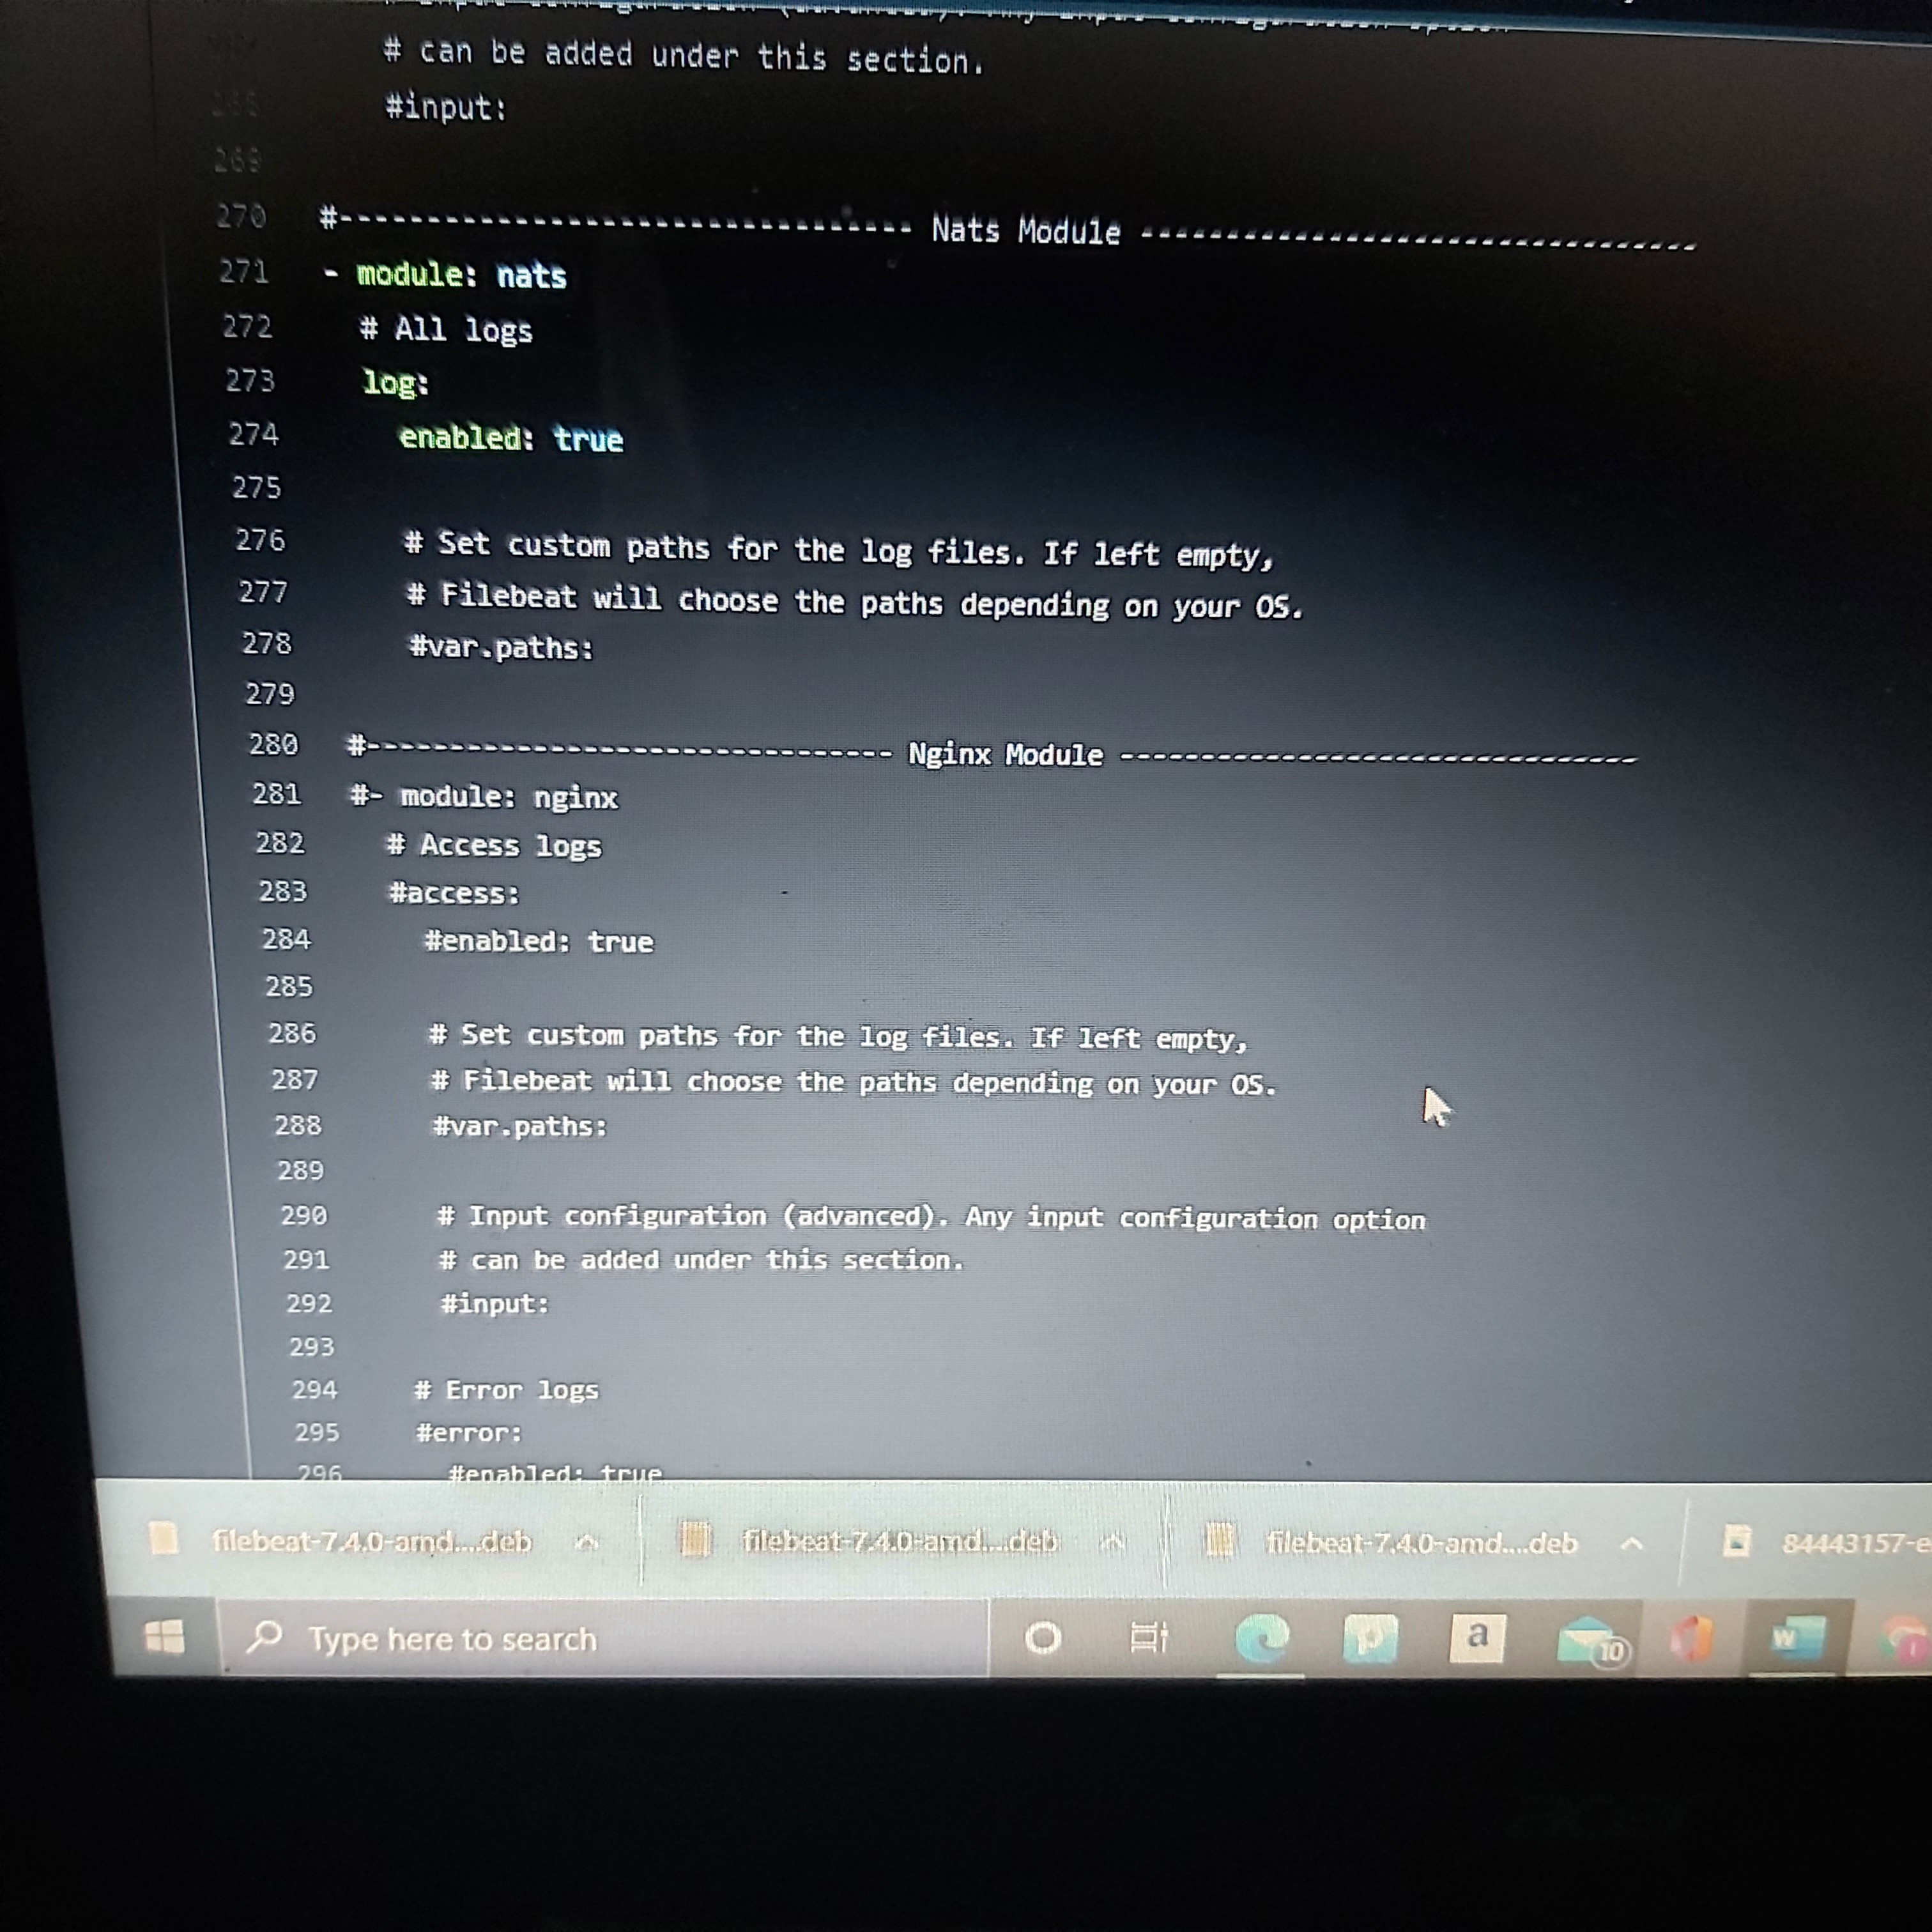 # can be added under this section.
268 #input:
269
270 #--------------------------------- Nats Module ---------------------------------
271 - module: nats
272 # All logs
273 log:
274 enabled: true
275
276 # Set custom paths for the log files. If left empty,
277 # Filebeat will choose the paths depending on your OS.
278 #var.paths:
279
280 #-------------------------------- Nginx Module --------------------------------
281 #- module: nginx
282 # Access logs
283 #access:
284 #enabled: true
285
286 # Set custom paths for the log files. If left empty,
287 # Filebeat will choose the paths depending on your OS.
288 #var.paths:
289
290 # Input configuration (advanced). Any input configuration option
291 # can be added under this section.
292 #input:
293
294 # Error logs
295 #error:
296 #enabled: true
filebeat-7.4.0-amd....deb filebeat-7.4.0-amd....deb filebeat-7.4.0-amd....deb 84443157-e
Type here to search a 10 W
acer